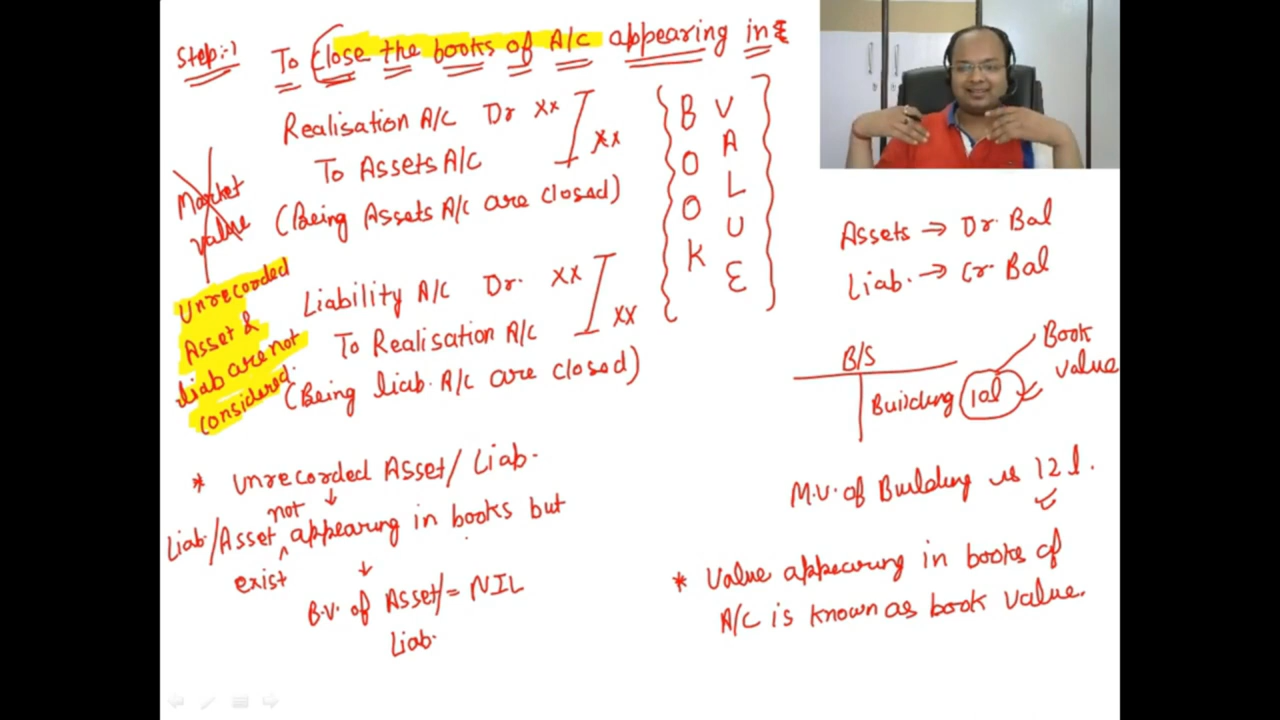 Step:-1 To Close the books of A/C appearing in
Realisation A/C Dr xx
To Assets A/C xx
(Being Assets A/C are closed)
Market
value
Unrecorded
Asset &
liab are not
considered.
Liability A/C Dr. xx
To Realisation A/C xx
(Being liab. A/C are closed)
BOOK
VALUE
* Unrecorded Asset/Liab.
Liab./Asset not appearing in books but
exist
B.V. of Asset/= NIL
Liab.
Assets → Dr. Bal
Liab. → Cr. Bal
B/S
Book
value
Building 10l
M.V. of Building is 12 l.
* Value appearing in books of
A/C is known as book value.